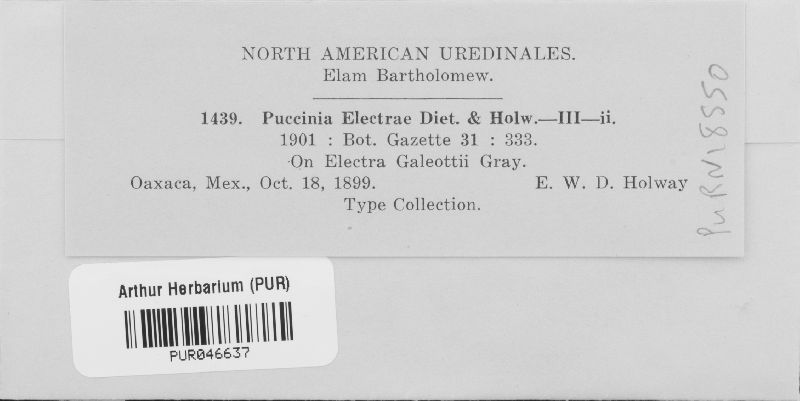 NORTH AMERICAN UREDINALES.
Elam Bartholomew.
1439. Puccinia Electrae Diet. & Holw.—III—ii.
1901 : Bot. Gazette 31 : 333.
On Electra Galeottii Gray.
Oaxaca, Mex., Oct. 18, 1899. E. W. D. Holway
Type Collection.
PURN18550
Arthur Herbarium (PUR)
PUR046637